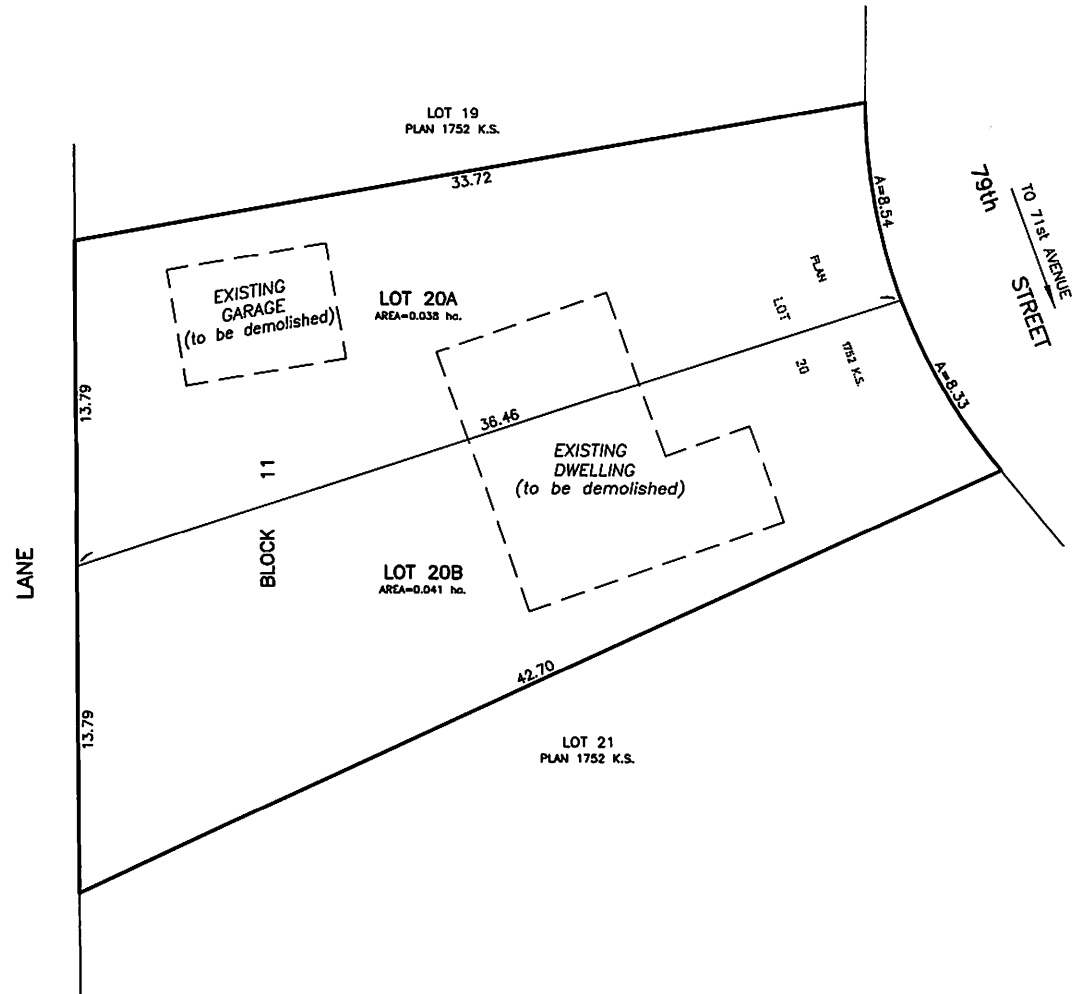 LOT 19
PLAN 1752 K.S.
33.72
A=8.54
79th
STREET
TO 71st AVENUE
EXISTING
GARAGE
(to be demolished)
LOT 20A
AREA=0.038 ha.
PLAN
1752 K.S.
LOT
20
A=8.33
13.79
36.46
EXISTING
DWELLING
(to be demolished)
BLOCK 11
LANE
LOT 20B
AREA=0.041 ha.
42.70
13.79
LOT 21
PLAN 1752 K.S.